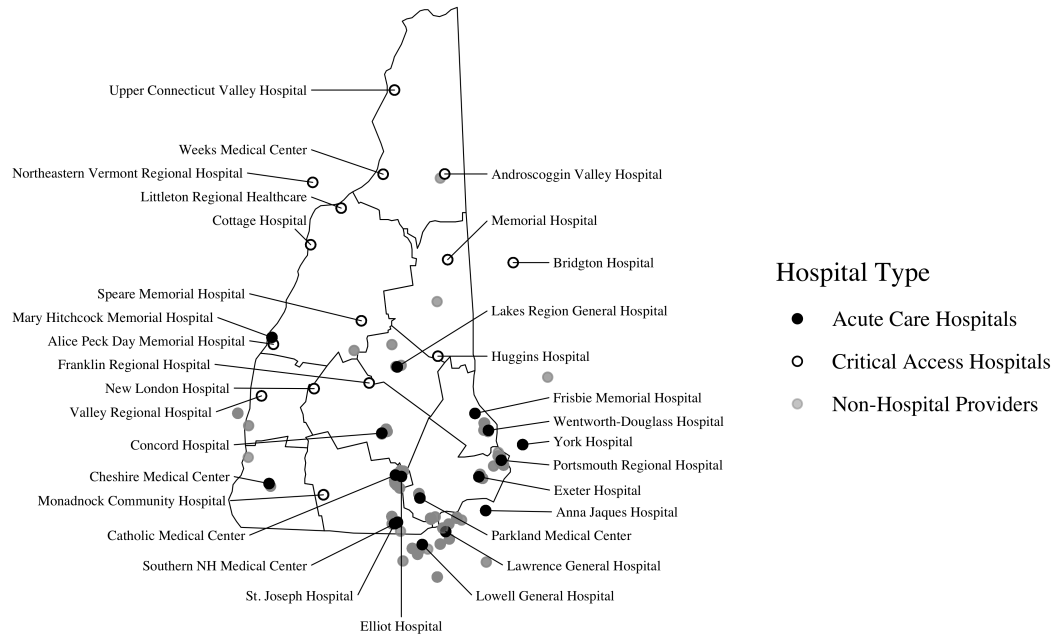 Upper Connecticut Valley Hospital
Weeks Medical Center
Northeastern Vermont Regional Hospital
Androscoggin Valley Hospital
Littleton Regional Healthcare
Cottage Hospital
Memorial Hospital
Bridgton Hospital
Hospital Type
Speare Memorial Hospital
Lakes Region General Hospital
Mary Hitchcock Memorial Hospital
Acute Care Hospitals
Alice Peck Day Memorial Hospital
Huggins Hospital
Critical Access Hospitals
Franklin Regional Hospital
New London Hospital
Frisbie Memorial Hospital
Non-Hospital Providers
Valley Regional Hospital
Wentworth-Douglass Hospital
Concord Hospital
York Hospital
Portsmouth Regional Hospital
Cheshire Medical Center
Exeter Hospital
Monadnock Community Hospital
Anna Jaques Hospital
Catholic Medical Center
Parkland Medical Center
Southern NH Medical Center
Lawrence General Hospital
St. Joseph Hospital
Lowell General Hospital
Elliot Hospital